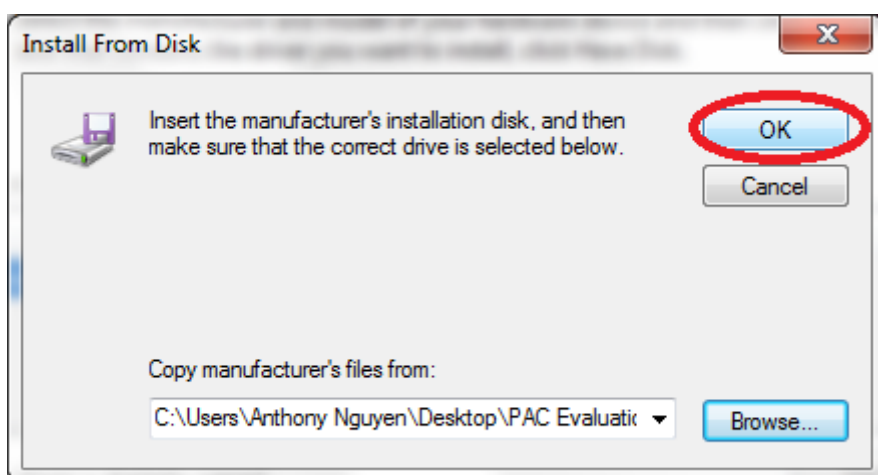 Install From Disk
Insert the manufacturer's installation disk, and then
make sure that the correct drive is selected below.
OK
Cancel
Copy manufacturer's files from:
C:\Users\Anthony Nguyen\Desktop\PAC Evaluatic
Browse...